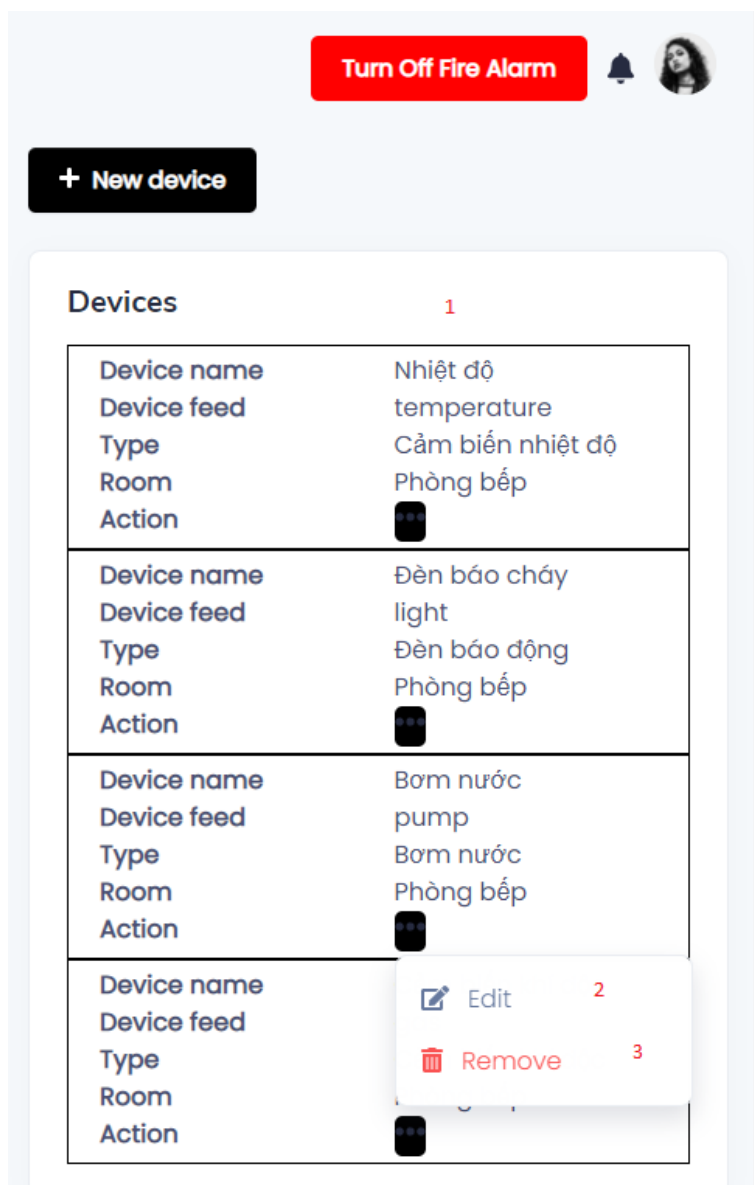 Turn Off Fire Alarm
+ New device
Devices 1
Device name Nhiệt độ
Device feed temperature
Type Cảm biến nhiệt độ
Room Phòng bếp
Action •••
Device name Đèn báo cháy
Device feed light
Type Đèn báo động
Room Phòng bếp
Action •••
Device name Bơm nước
Device feed pump
Type Bơm nước
Room Phòng bếp
Action •••
Device name
Edit 2
Device feed
Type
Remove 3
Room
Action •••